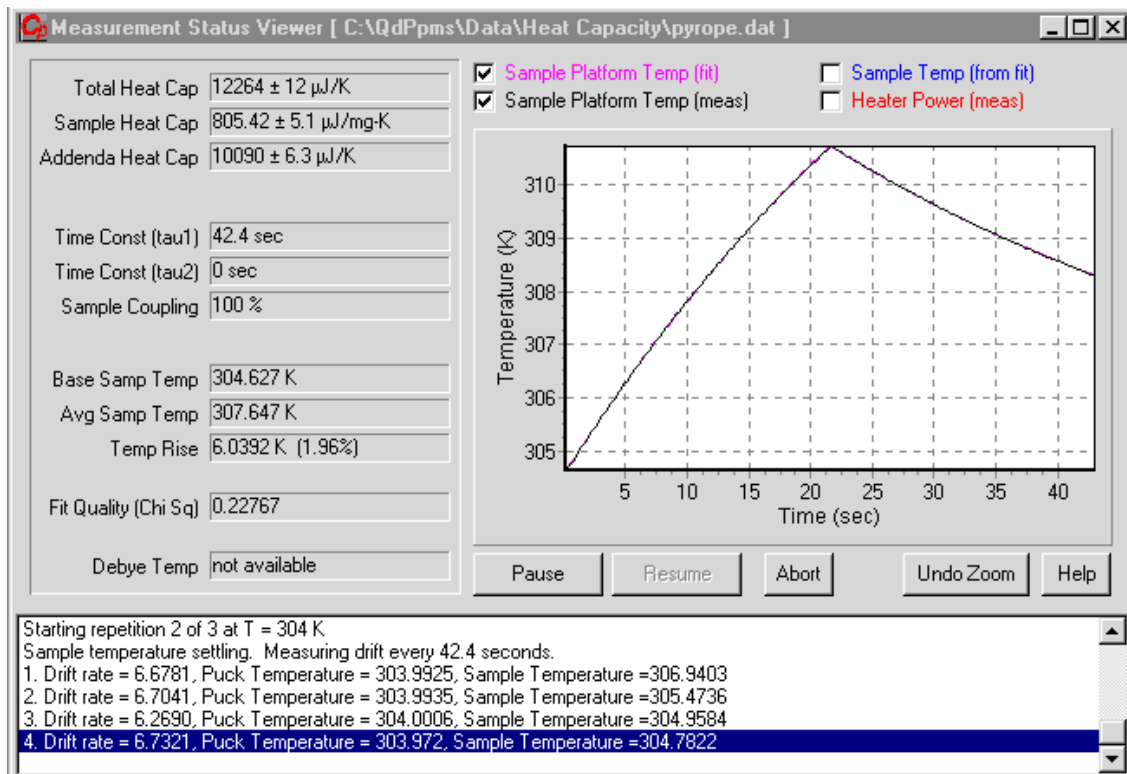 Cp Measurement Status Viewer [ C:\QdPpms\Data\Heat Capacity\pyrope.dat ]
Total Heat Cap 12264 ± 12 µJ/K
Sample Heat Cap 805.42 ± 5.1 µJ/mg-K
Addenda Heat Cap 10090 ± 6.3 µJ/K
Time Const (tau1) 42.4 sec
Time Const (tau2) 0 sec
Sample Coupling 100 %
Base Samp Temp 304.627 K
Avg Samp Temp 307.647 K
Temp Rise 6.0392 K (1.96%)
Fit Quality (Chi Sq) 0.22767
Debye Temp not available
Sample Platform Temp (fit)
Sample Temp (from fit)
Sample Platform Temp (meas)
Heater Power (meas)
Temperature (K)
310
309
308
307
306
305
5 10 15 20 25 30 35 40
Time (sec)
Pause Resume Abort Undo Zoom Help
Starting repetition 2 of 3 at T = 304 K
Sample temperature settling. Measuring drift every 42.4 seconds.
1. Drift rate = 6.6781, Puck Temperature = 303.9925, Sample Temperature =306.9403
2. Drift rate = 6.7041, Puck Temperature = 303.9935, Sample Temperature =305.4736
3. Drift rate = 6.2690, Puck Temperature = 304.0006, Sample Temperature =304.9584
4. Drift rate = 6.7321, Puck Temperature = 303.972, Sample Temperature =304.7822